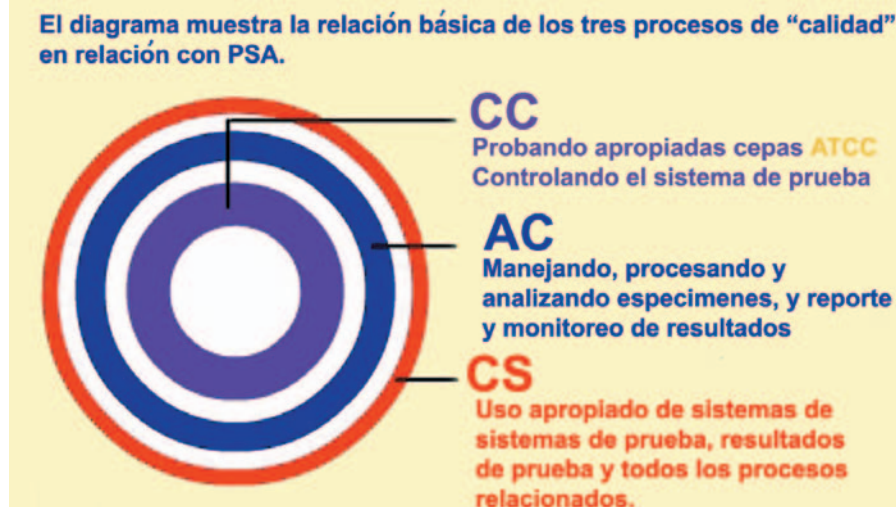 El diagrama muestra la relación básica de los tres procesos de “calidad”
en relación con PSA.
CC
Probando apropiadas cepas ATCC
Controlando el sistema de prueba
AC
Manejando, procesando y
analizando especimenes, y reporte
y monitoreo de resultados
CS
Uso apropiado de sistemas de
sistemas de prueba, resultados
de prueba y todos los procesos
relacionados.